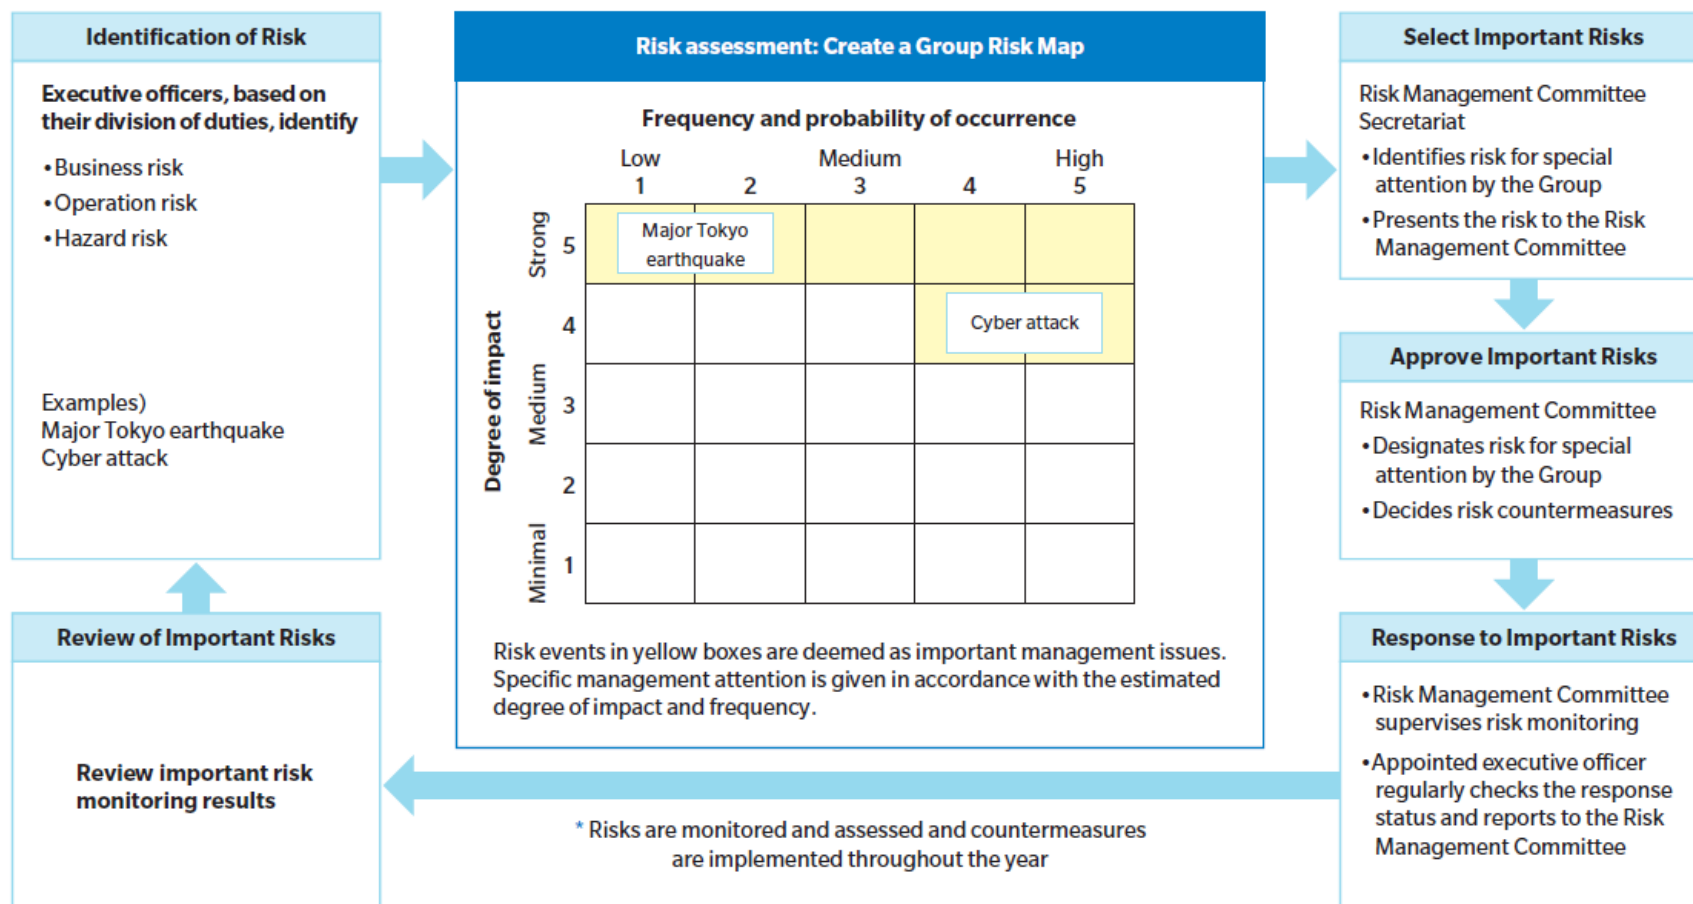 Identification of Risk
Executive officers, based on
their division of duties, identify
•Business risk
•Operation risk
•Hazard risk
Examples)
Major Tokyo earthquake
Cyber attack
Risk assessment: Create a Group Risk Map
Frequency and probability of occurrence
Low Medium High
1 2 3 4 5
Degree of impact
Strong
5
4
Medium
3
2
Minimal
1
Major Tokyo
earthquake
Cyber attack
Risk events in yellow boxes are deemed as important management issues.
Specific management attention is given in accordance with the estimated
degree of impact and frequency.
Select Important Risks
Risk Management Committee
Secretariat
•Identifies risk for special
attention by the Group
•Presents the risk to the Risk
Management Committee
Approve Important Risks
Risk Management Committee
•Designates risk for special
attention by the Group
•Decides risk countermeasures
Response to Important Risks
•Risk Management Committee
supervises risk monitoring
•Appointed executive officer
regularly checks the response
status and reports to the Risk
Management Committee
* Risks are monitored and assessed and countermeasures
are implemented throughout the year
Review of Important Risks
Review important risk
monitoring results